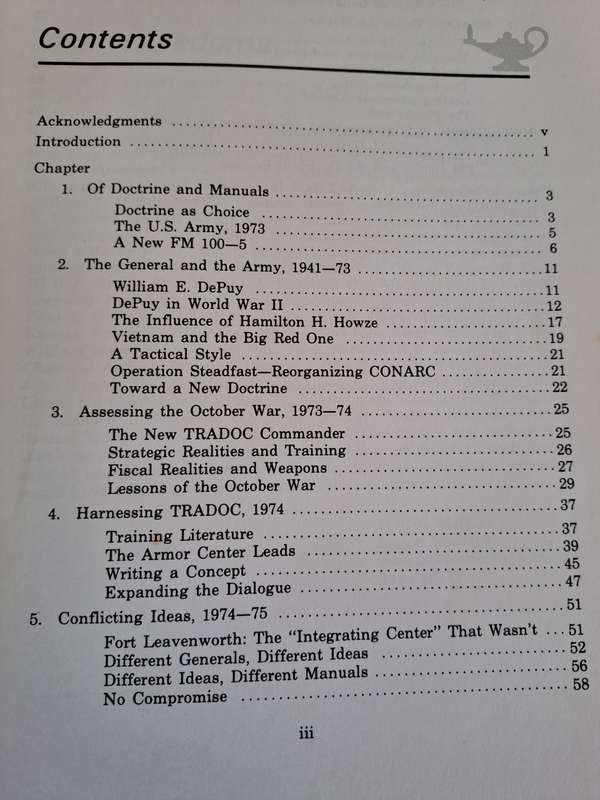 Contents
Acknowledgments .......... v
Introduction .......... 1
Chapter
1. Of Doctrine and Manuals .......... 3
Doctrine as Choice .......... 3
The U.S. Army, 1973 .......... 5
A New FM 100—5 .......... 6
2. The General and the Army, 1941—73 .......... 11
William E. DePuy .......... 11
DePuy in World War II .......... 12
The Influence of Hamilton H. Howze .......... 17
Vietnam and the Big Red One .......... 19
A Tactical Style .......... 21
Operation Steadfast—Reorganizing CONARC .......... 21
Toward a New Doctrine .......... 22
3. Assessing the October War, 1973—74 .......... 25
The New TRADOC Commander .......... 25
Strategic Realities and Training .......... 26
Fiscal Realities and Weapons .......... 27
Lessons of the October War .......... 29
4. Harnessing TRADOC, 1974 .......... 37
Training Literature .......... 37
The Armor Center Leads .......... 39
Writing a Concept .......... 45
Expanding the Dialogue .......... 47
5. Conflicting Ideas, 1974—75 .......... 51
Fort Leavenworth: The "Integrating Center" That Wasn't ... 51
Different Generals, Different Ideas .......... 52
Different Ideas, Different Manuals .......... 56
No Compromise .......... 58
iii